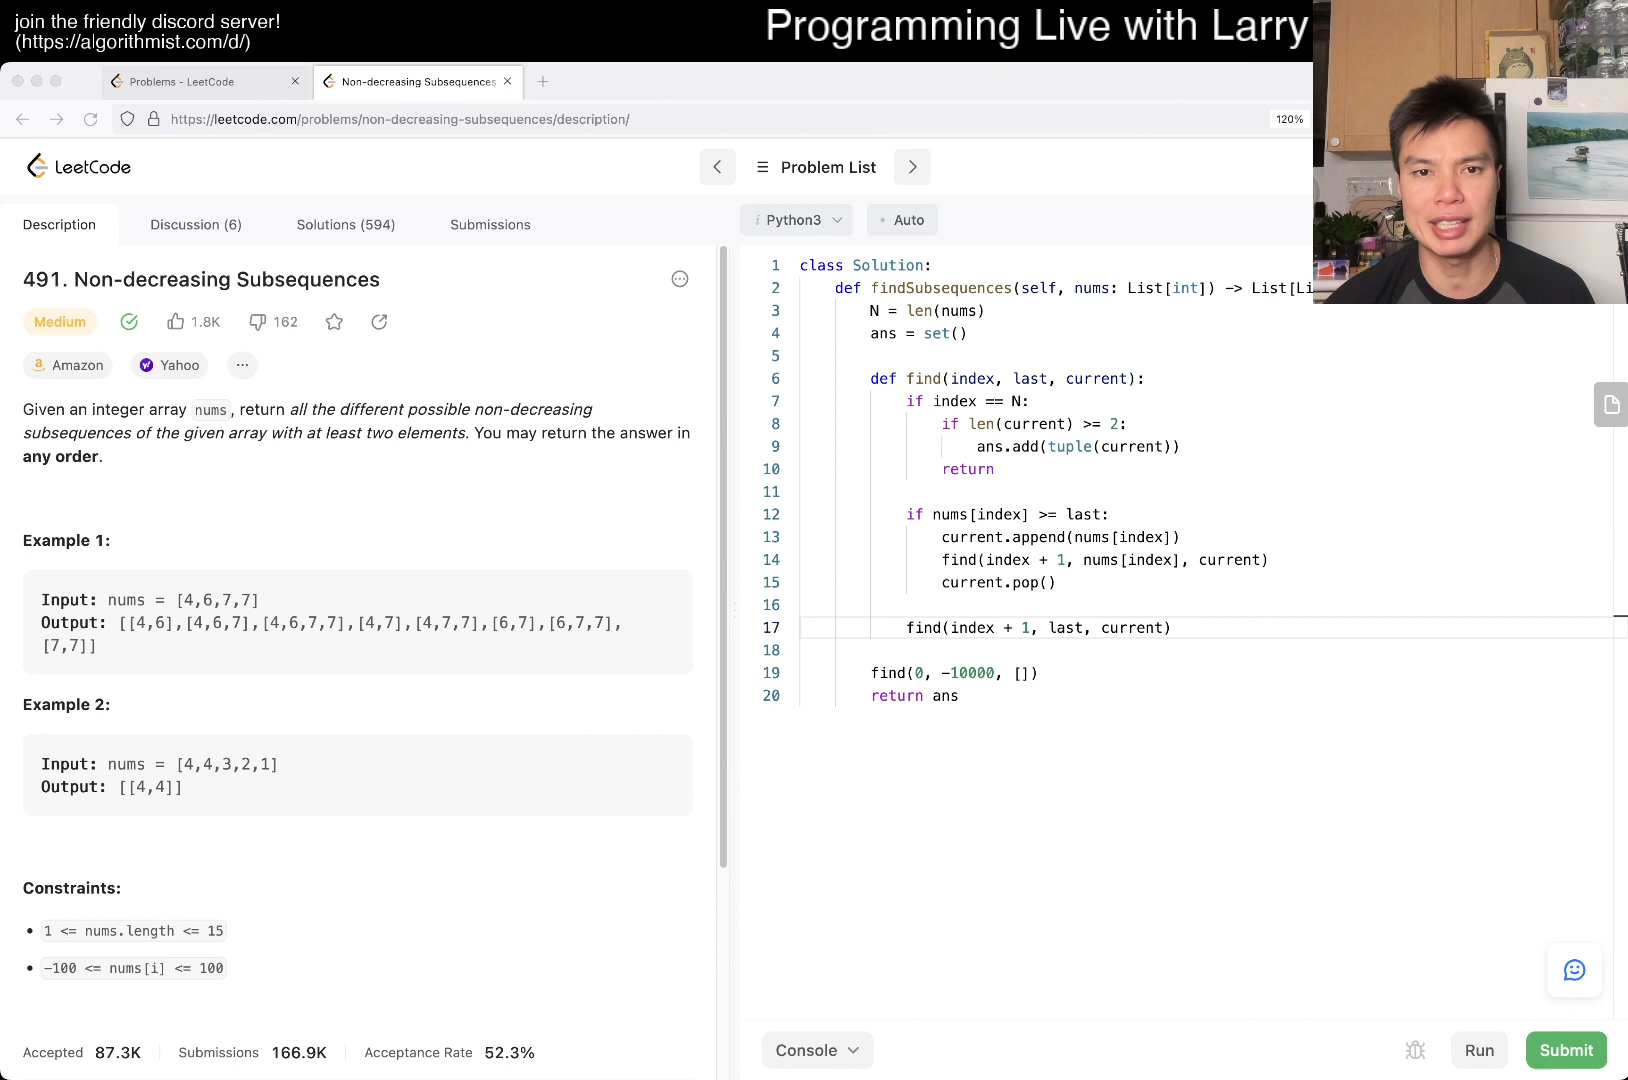 join the friendly discord server!
(https://algorithmist.com/d/)
Programming Live with Larry
Problems - LeetCode
Non-decreasing Subsequences
https://leetcode.com/problems/non-decreasing-subsequences/description/
120%
LeetCode
Problem List
Description
Discussion (6)
Solutions (594)
Submissions
i Python3
Auto
491. Non-decreasing Subsequences
Medium
1.8K
162
Amazon
Yahoo
Given an integer array nums, return all the different possible non-decreasing
subsequences of the given array with at least two elements. You may return the answer in
any order.
Example 1:
Input: nums = [4,6,7,7]
Output: [[4,6],[4,6,7],[4,6,7,7],[4,7],[4,7,7],[6,7],[6,7,7],
[7,7]]
Example 2:
Input: nums = [4,4,3,2,1]
Output: [[4,4]]
Constraints:
1 <= nums.length <= 15
-100 <= nums[i] <= 100
Accepted 87.3K
Submissions 166.9K
Acceptance Rate 52.3%
1 class Solution:
2 def findSubsequences(self, nums: List[int]) -> List[Li
3 N = len(nums)
4 ans = set()
5
6 def find(index, last, current):
7 if index == N:
8 if len(current) >= 2:
9 ans.add(tuple(current))
10 return
11
12 if nums[index] >= last:
13 current.append(nums[index])
14 find(index + 1, nums[index], current)
15 current.pop()
16
17 find(index + 1, last, current)
18
19 find(0, -10000, [])
20 return ans
Console
Run
Submit